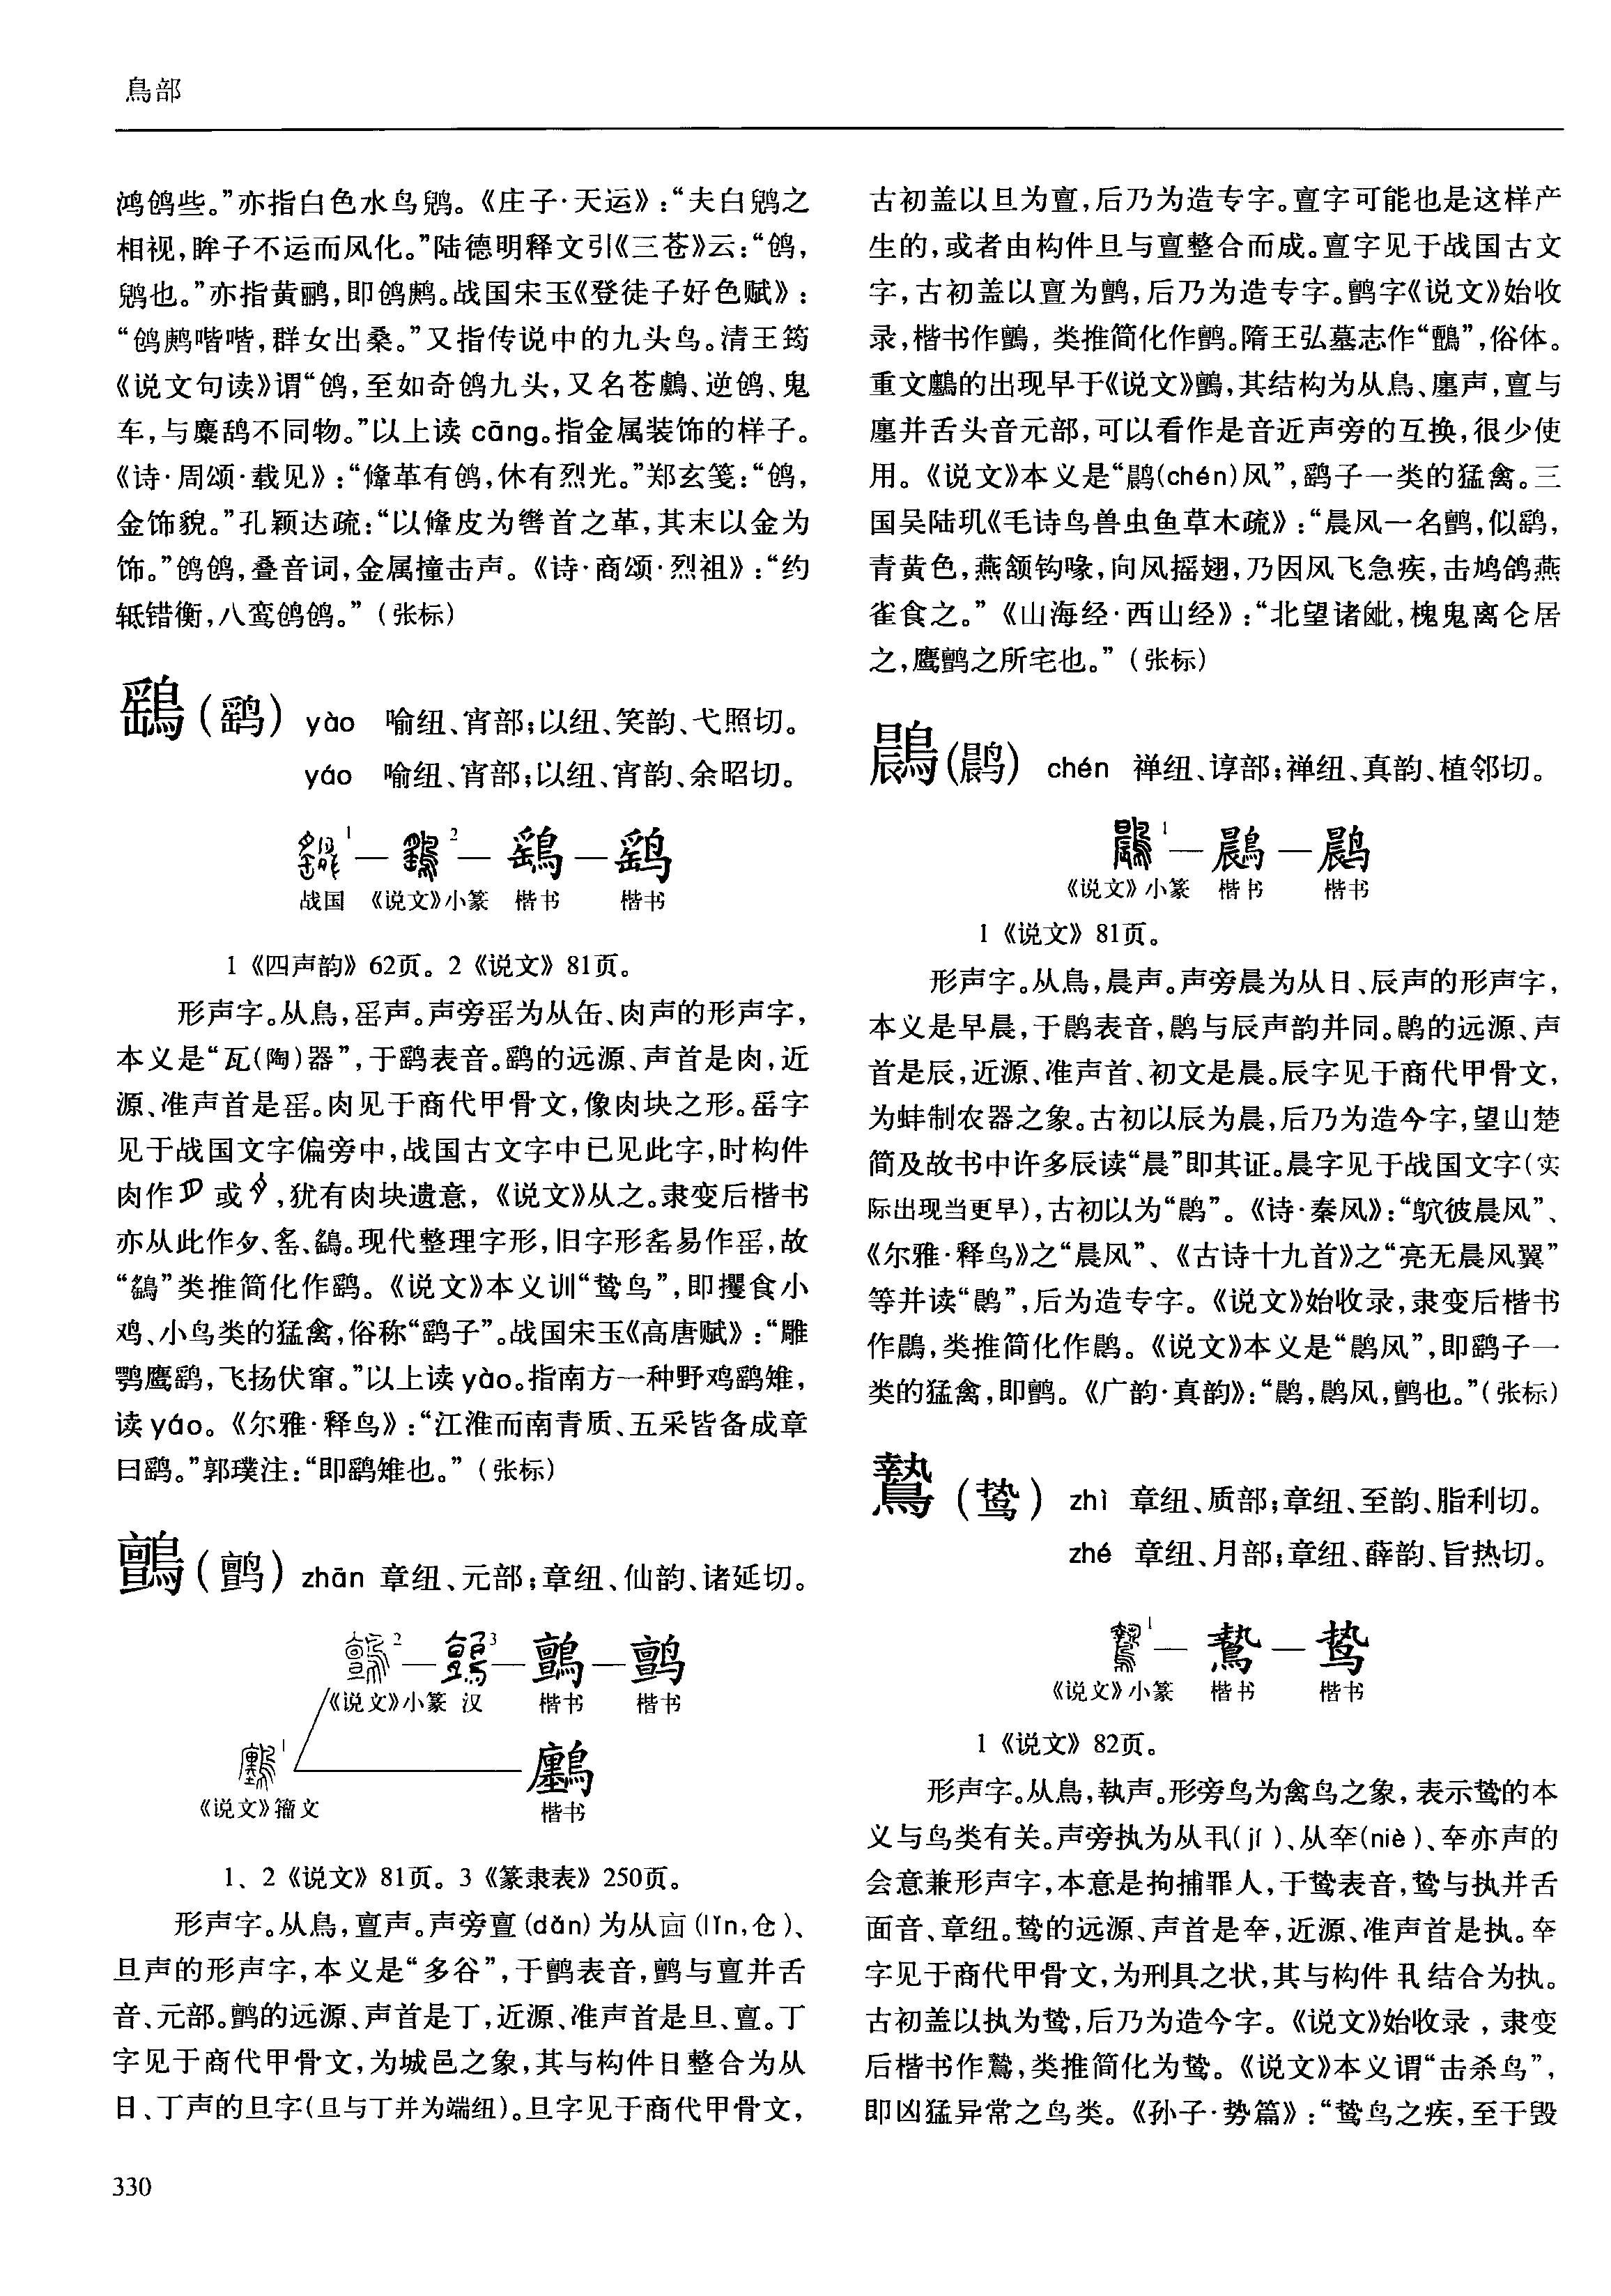 鳥部
鸿鸧些。”亦指白色水鸟鶂。《庄子·天运》:“夫白鶂之
相视,眸子不运而风化。”陆德明释文引《三苍》云:“鸧,
鶂也。”亦指黄鹂,即鸧鹒。战国宋玉《登徒子好色赋》:
“鸧鹒喈喈,群女出桑。”又指传说中的九头鸟。清王筠
《说文句读》谓“鸧,至如奇鸧九头,又名苍鸆、逆鸧、鬼
车,与麋鸹不同物。”以上读 cāng。指金属装饰的样子。
《诗·周颂·载见》:“鞗革有鸧,休有烈光。”郑玄笺:“鸧,
金饰貌。”孔颖达疏:“以鞗皮为辔首之革,其末以金为
饰。”鸧鸧,叠音词,金属撞击声。《诗·商颂·烈祖》:“约
轵错衡,八鸾鸧鸧。”(张标)
鷂(鹞) yào 喻纽、宵部;以纽、笑韵、弋照切。
yáo 喻纽、宵部;以纽、宵韵、余昭切。
1— 2— 鷂—鹞
战国 《说文》小篆 楷书 楷书
1《四声韵》62页。2《说文》81页。
形声字。从鳥,䍃声。声旁䍃为从缶、肉声的形声字,
本义是“瓦(陶)器”,于鹞表音。鹞的远源、声首是肉,近
源、准声首是䍃。肉见于商代甲骨文,像肉块之形。䍃字
见于战国文字偏旁中,战国古文字中已见此字,时构件
肉作 或 ,犹有肉块遗意,《说文》从之。隶变后楷书
亦从此作、、。现代整理字形,旧字形易作䍃,故
“鷂”类推简化作鹞。《说文》本义训“鸷鸟”,即攫食小
鸡、小鸟类的猛禽,俗称“鹞子”。战国宋玉《高唐赋》:“雕
鹗鹰鹞,飞扬伏窜。”以上读 yào。指南方一种野鸡鹞雉,
读 yáo。《尔雅·释鸟》:“江淮而南青质、五采皆备成章
曰鹞。”郭璞注:“即鹞雉也。”(张标)
鸇(鹯) zhān 章纽、元部;章纽、仙韵、诸延切。
2— 3—鸇—鹯
《说文》小篆 汉 楷书 楷书
1 楷书
《说文》籀文
1、2《说文》81页。3《篆隶表》250页。
形声字。从鳥,亶声。声旁亶(dǎn)为从㐭(lǐn,仓)、
旦声的形声字,本义是“多谷”,于鹯表音,鹯与亶并舌
音、元部。鹯的远源、声首是丁,近源、准声首是旦、亶。丁
字见于商代甲骨文,为城邑之象,其与构件日整合为从
日、丁声的旦字(旦与丁并为端纽)。旦字见于商代甲骨文,
古初盖以旦为亶,后乃为造专字。亶字可能也是这样产
生的,或者由构件旦与亶整合而成。亶字见于战国古文
字,古初盖以亶为鹯,后乃为造专字。鹯字《说文》始收
录,楷书作鸇,类推简化作鹯。隋王弘墓志作“鸇”,俗体。
重文的出现早于《说文》鸇,其结构为从鳥、廛声,亶与
廛并舌头音元部,可以看作是音近声旁的互换,很少使
用。《说文》本义是“鷐(chén)风”,鹞子一类的猛禽。三
国吴陆玑《毛诗鸟兽虫鱼草木疏》:“晨风一名鹯,似鹞,
青黄色,燕颔钩喙,向风摇翅,乃因风飞急疾,击鸠鸽燕
雀食之。”《山海经·西山经》:“北望诸毗,槐鬼离仑居
之,鹰鹯之所宅也。”(张标)
鷐(鷐) chén 禅纽、谆部;禅纽、真韵、植邻切。
1—鷐—鷐
《说文》小篆 楷书 楷书
1《说文》81页。
形声字。从鳥,晨声。声旁晨为从日、辰声的形声字,
本义是早晨,于鷐表音,鷐与辰声韵并同。鷐的远源、声
首是辰,近源、准声首、初文是晨。辰字见于商代甲骨文,
为蚌制农器之象。古初以辰为晨,后乃为造今字,望山楚
简及故书中许多辰读“晨”即其证。晨字见于战国文字(实
际出现当更早),古初以为“鷐”。《诗·秦风》:“鴥彼晨风”、
《尔雅·释鸟》之“晨风”、《古诗十九首》之“亮无晨风翼”
等并读“鷐”,后为造专字。《说文》始收录,隶变后楷书
作鷐,类推简化作鷐。《说文》本义是“鷐风”,即鹞子一
类的猛禽,即鹯。《广韵·真韵》:“鷐,鷐风,鹯也。”(张标)
鷙(鸷) zhì 章纽、质部;章纽、至韵、脂利切。
zhé 章纽、月部;章纽、薛韵、旨热切。
1—鷙—鸷
《说文》小篆 楷书 楷书
1《说文》82页。
形声字。从鳥,執声。形旁鸟为禽鸟之象,表示鸷的本
义与鸟类有关。声旁执为从丮(jǐ)、从㚔(niè)、㚔亦声的
会意兼形声字,本意是拘捕罪人,于鸷表音,鸷与执并舌
面音、章纽。鸷的远源、声首是㚔,近源、准声首是执。㚔
字见于商代甲骨文,为刑具之状,其与构件丮结合为执。
古初盖以执为鸷,后乃为造今字。《说文》始收录,隶变
后楷书作鷙,类推简化为鸷。《说文》本义谓“击杀鸟”,
即凶猛异常之鸟类。《孙子·势篇》:“鸷鸟之疾,至于毁
330